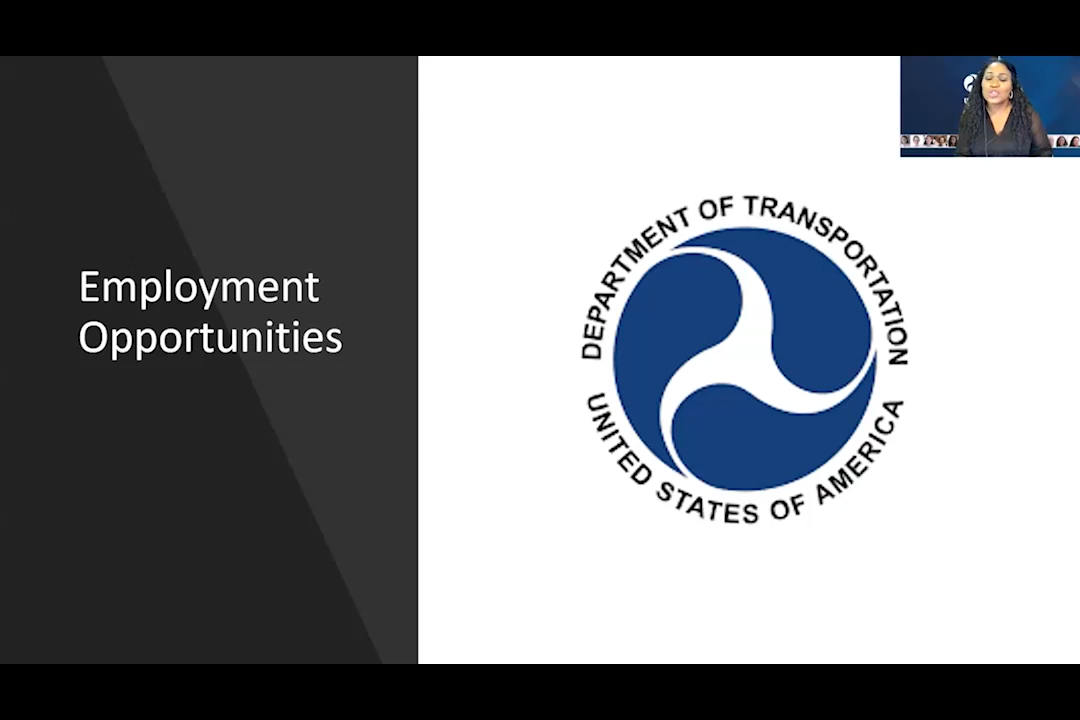 Employment
Opportunities
DEPARTMENT OF TRANSPORTATION
UNITED STATES OF AMERICA